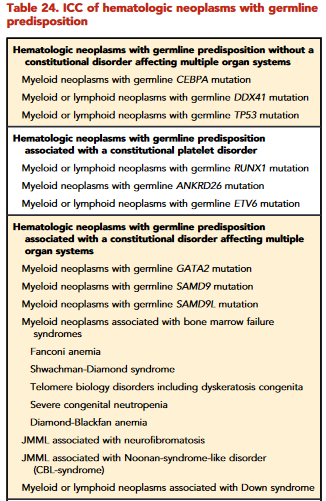 Table 24. ICC of hematologic neoplasms with germline
predisposition
Hematologic neoplasms with germline predisposition without a
constitutional disorder affecting multiple organ systems
Myeloid neoplasms with germline CEBPA mutation
Myeloid or lymphoid neoplasms with germline DDX41 mutation
Myeloid or lymphoid neoplasms with germline TP53 mutation
Hematologic neoplasms with germline predisposition
associated with a constitutional platelet disorder
Myeloid or lymphoid neoplasms with germline RUNX1 mutation
Myeloid neoplasms with germline ANKRD26 mutation
Myeloid or lymphoid neoplasms with germline ETV6 mutation
Hematologic neoplasms with germline predisposition
associated with a constitutional disorder affecting multiple
organ systems
Myeloid neoplasms with germline GATA2 mutation
Myeloid neoplasms with germline SAMD9 mutation
Myeloid neoplasms with germline SAMD9L mutation
Myeloid neoplasms associated with bone marrow failure
syndromes
Fanconi anemia
Shwachman-Diamond syndrome
Telomere biology disorders including dyskeratosis congenita
Severe congenital neutropenia
Diamond-Blackfan anemia
JMML associated with neurofibromatosis
JMML associated with Noonan-syndrome-like disorder
(CBL-syndrome)
Myeloid or lymphoid neoplasms associated with Down syndrome